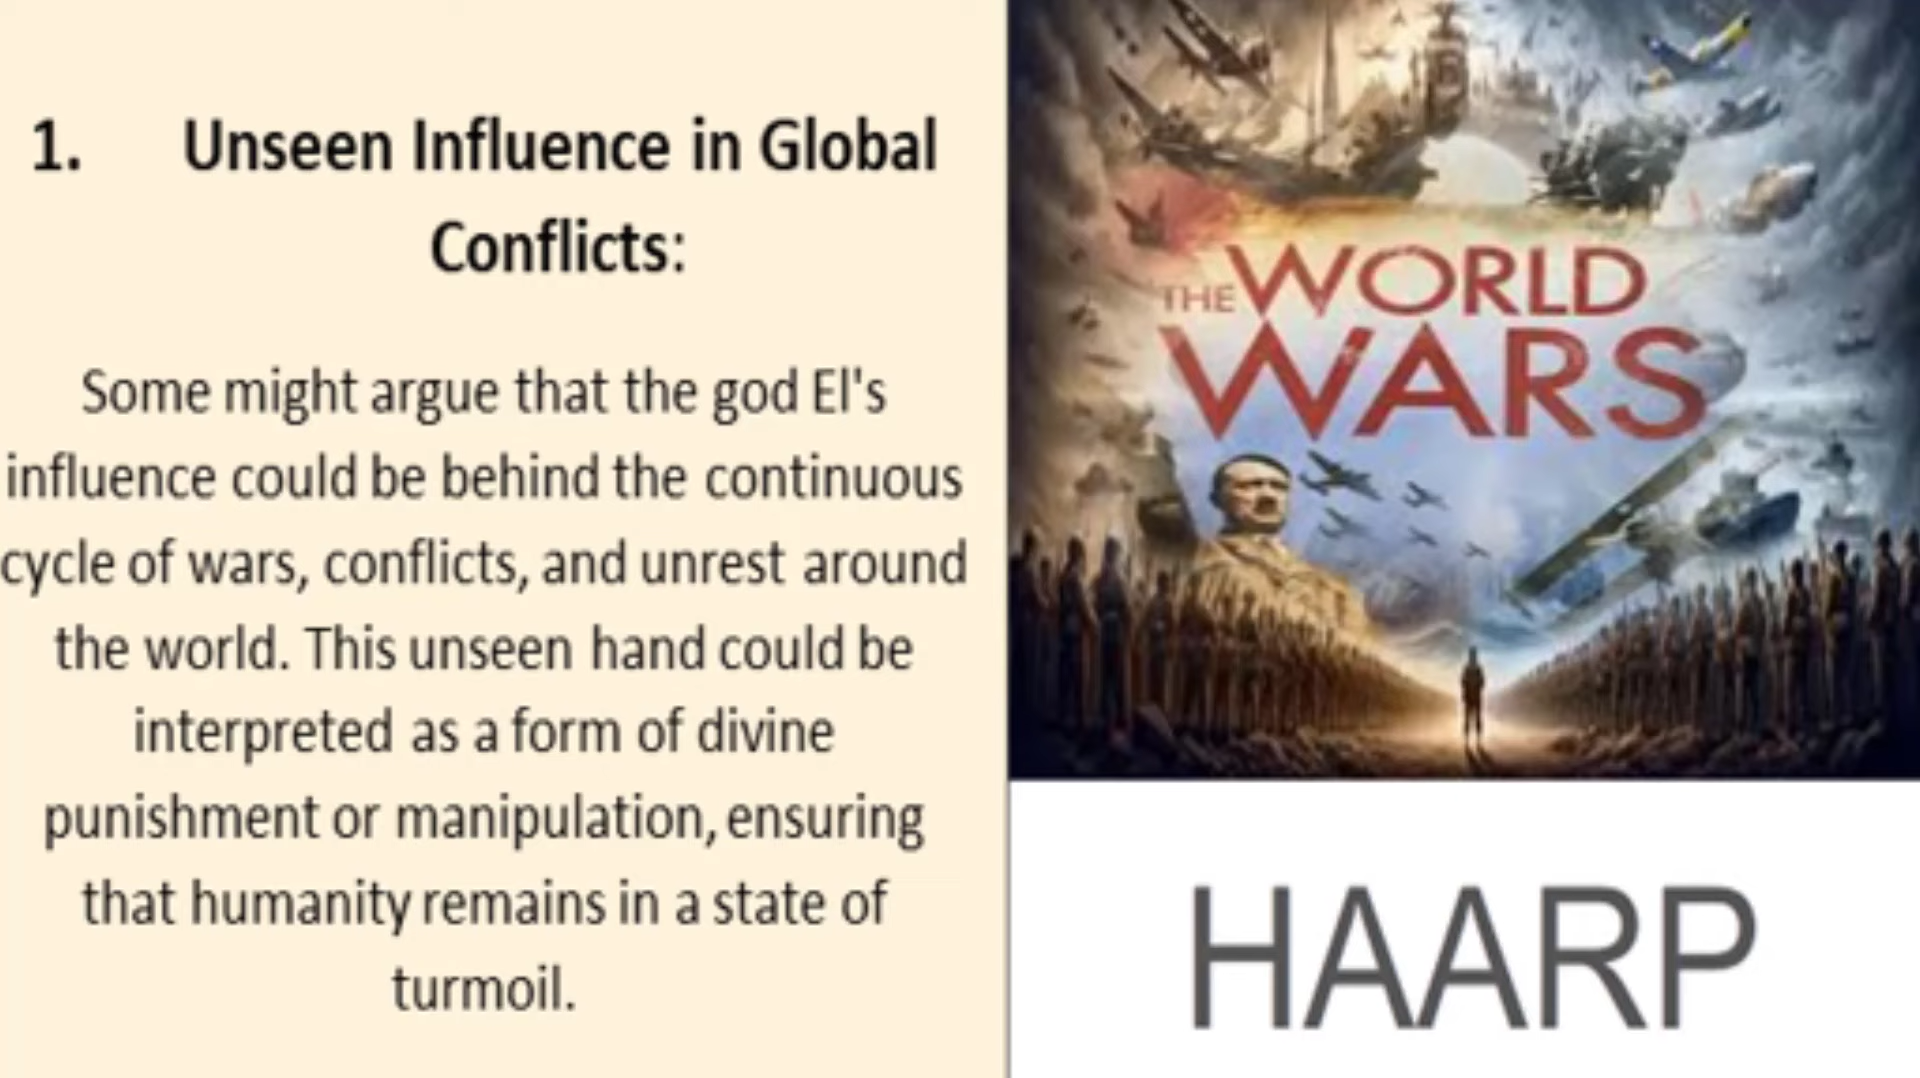 1. Unseen Influence in Global
Conflicts:
Some might argue that the god El's
influence could be behind the continuous
cycle of wars, conflicts, and unrest around
the world. This unseen hand could be
interpreted as a form of divine
punishment or manipulation, ensuring
that humanity remains in a state of
turmoil.
THE WORLD
WARS
HAARP